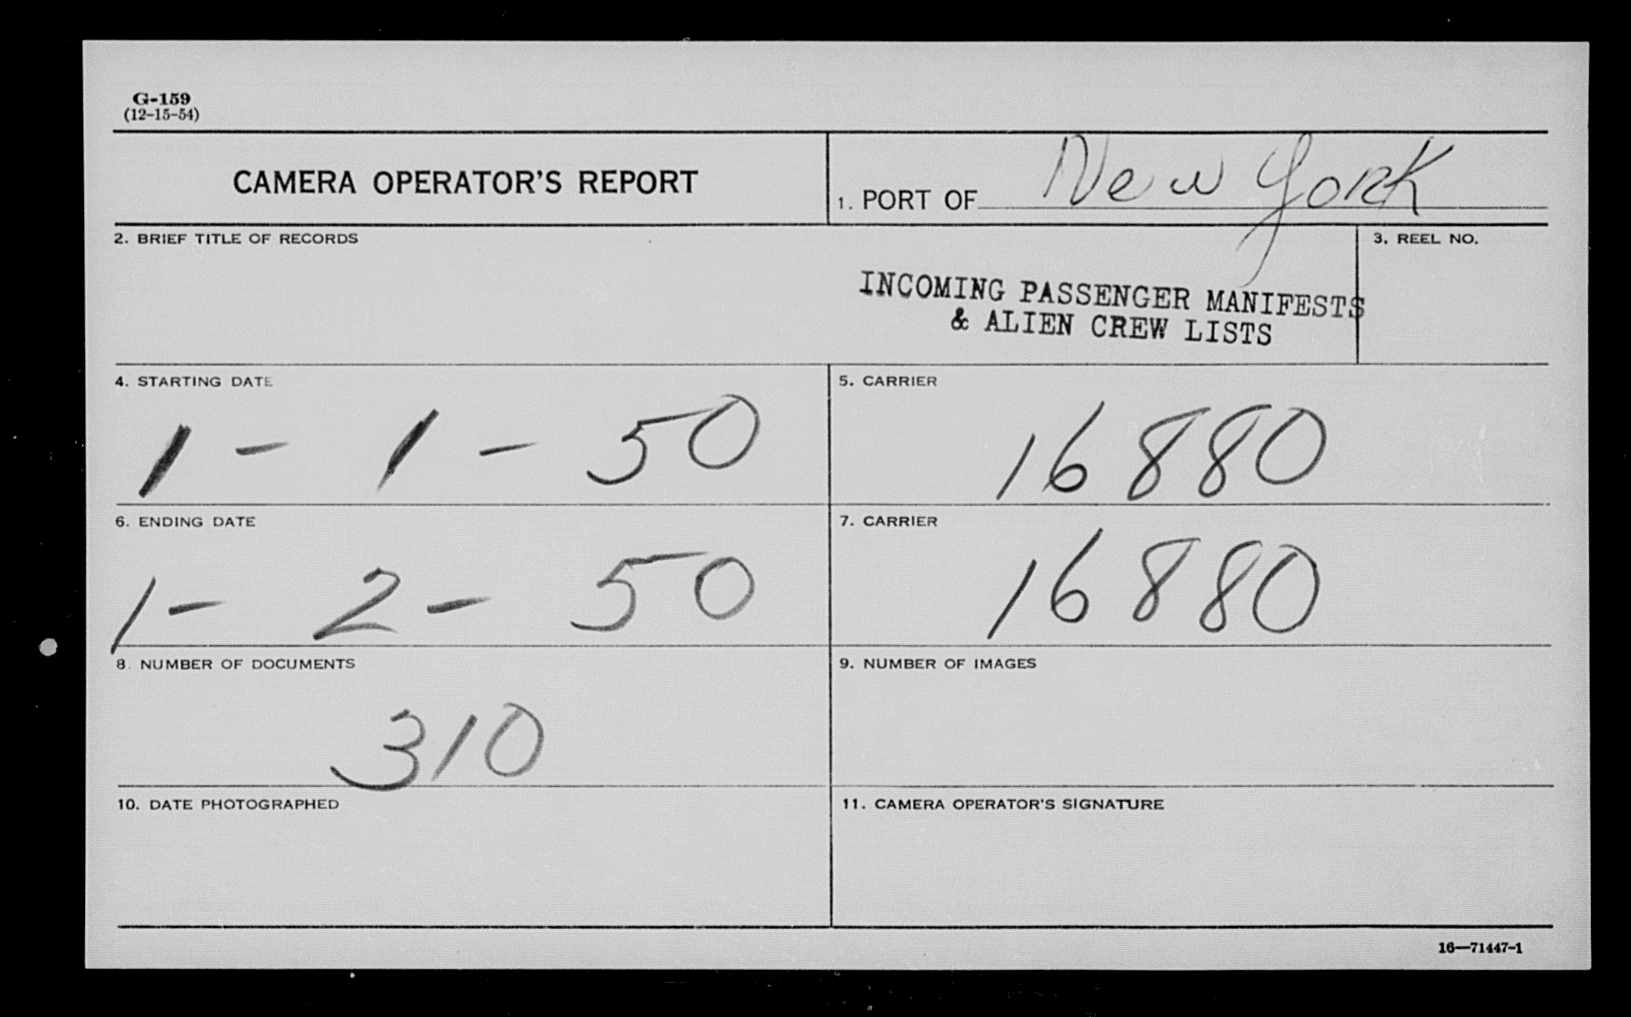 G-159
(12-15-54)
CAMERA OPERATOR'S REPORT
1. PORT OF New York
2. BRIEF TITLE OF RECORDS
3. REEL NO.
INCOMING PASSENGER MANIFESTS
& ALIEN CREW LISTS
4. STARTING DATE
1 - 1 - 50
5. CARRIER
16880
6. ENDING DATE
1 - 2 - 50
7. CARRIER
16880
8. NUMBER OF DOCUMENTS
310
9. NUMBER OF IMAGES
10. DATE PHOTOGRAPHED
11. CAMERA OPERATOR'S SIGNATURE
16—71447-1